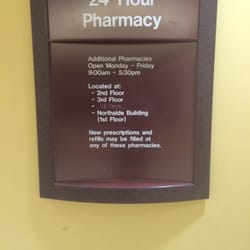 24 Hour
Pharmacy
Additional Pharmacies
Open Monday - Friday
9:00am - 5:30pm
Located at:
- 2nd Floor
- 3rd Floor
- Northside Building
(1st Floor)
New prescriptions and
refills may be filled at
any of these pharmacies.